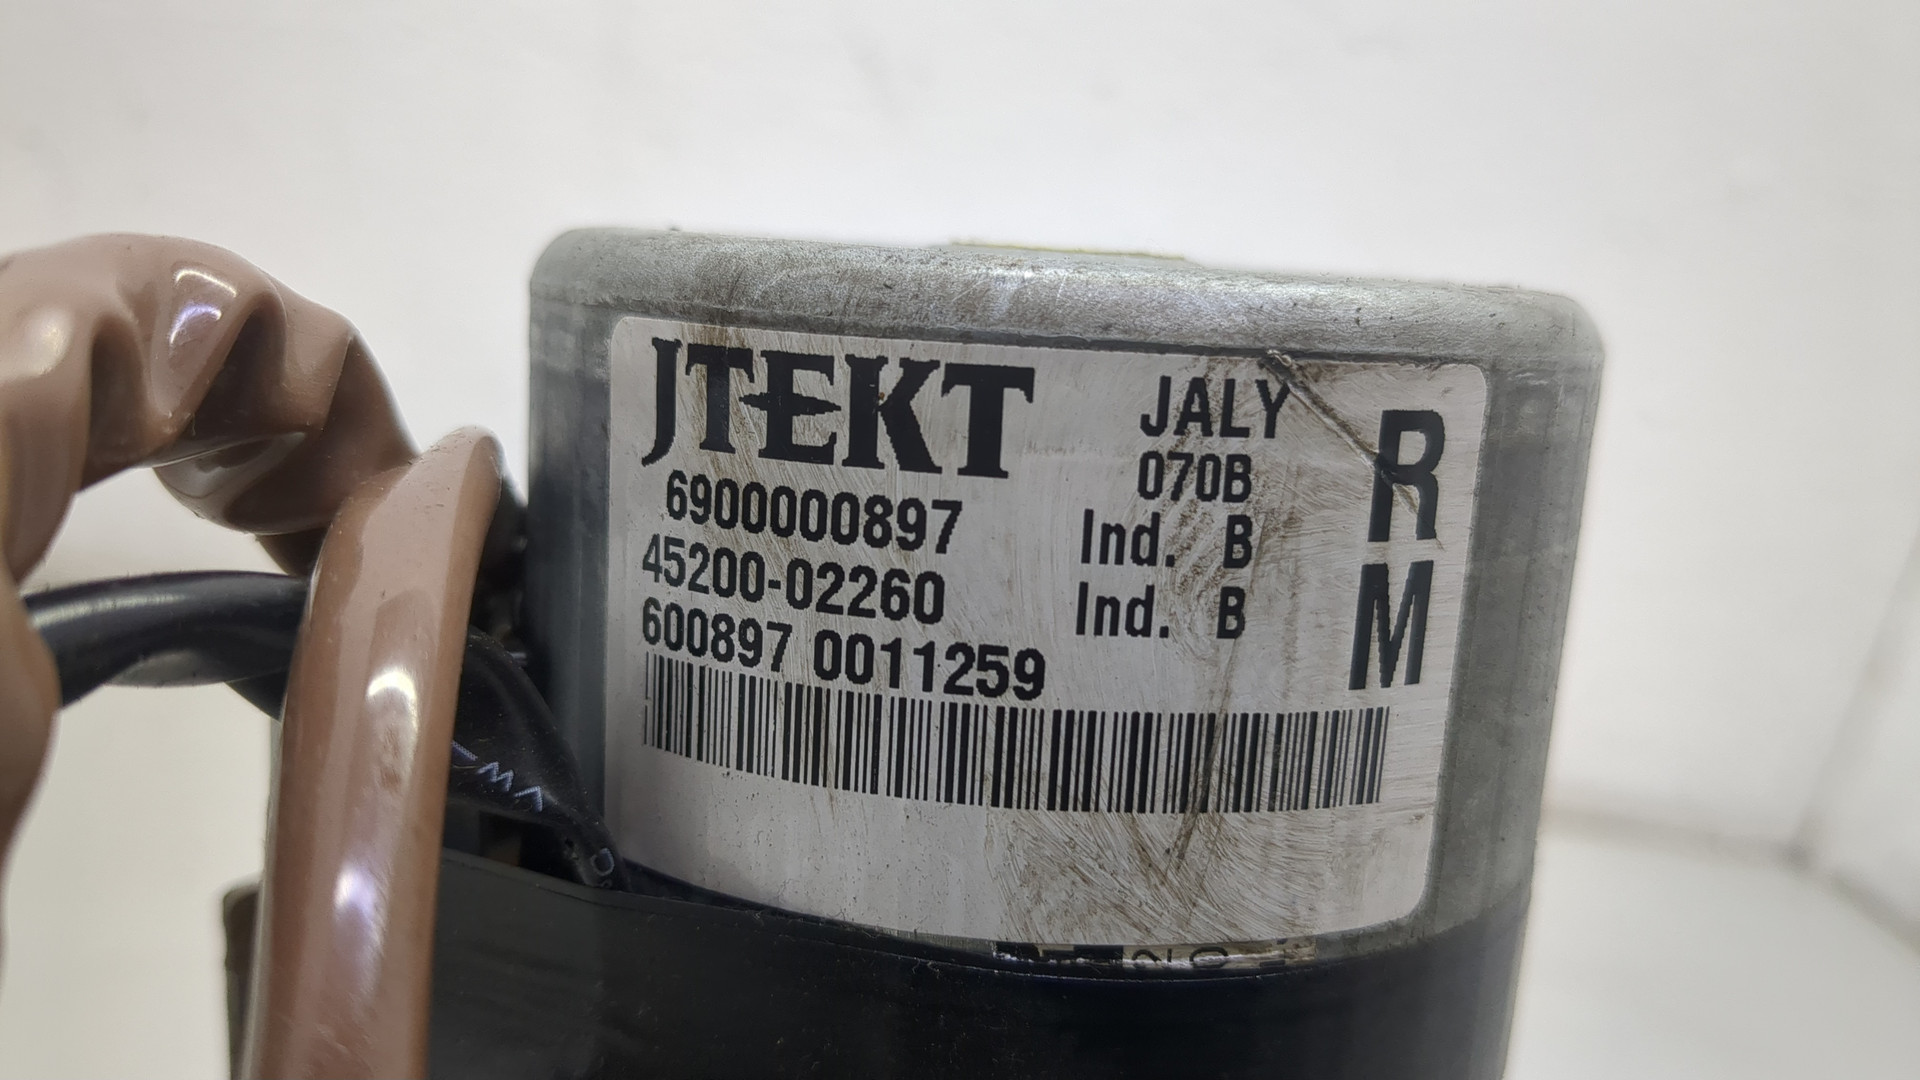 JTEKT JALY
070B
6900000897 Ind. B
45200-02260 Ind. B
600897 0011259
R
M